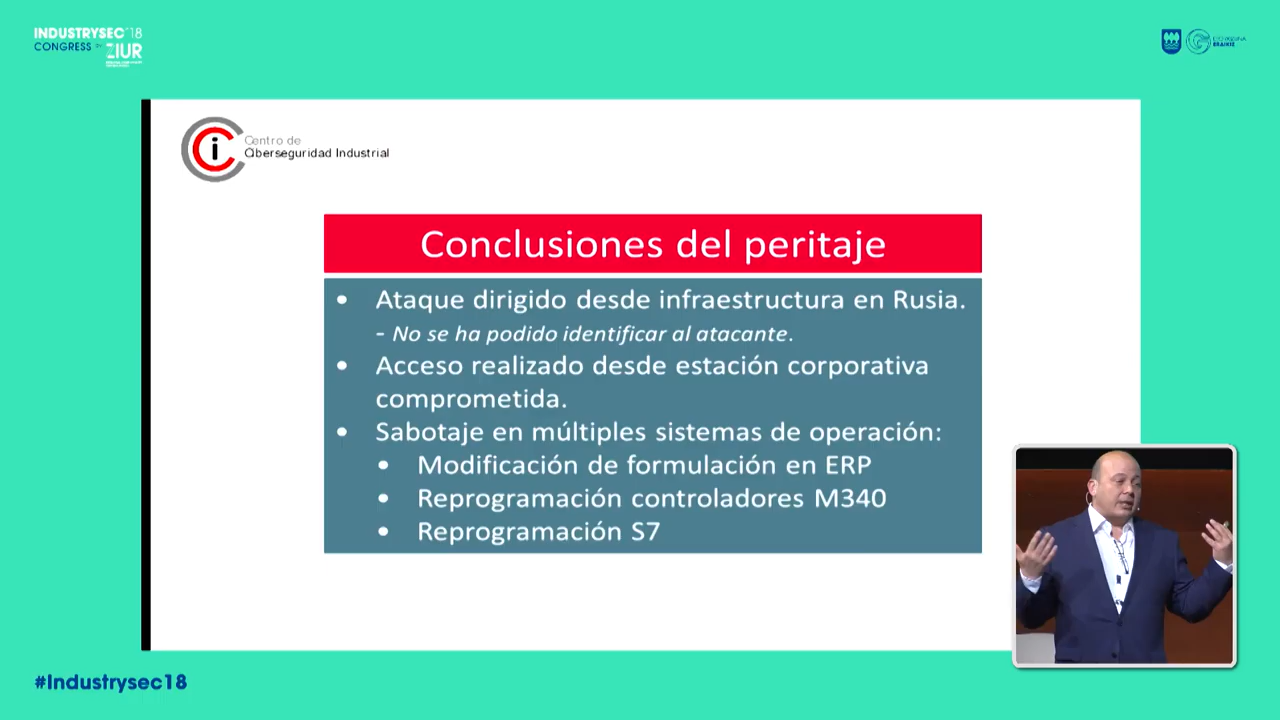 INDUSTRYSEC'18
CONGRESS BY ZIUR
Centro de
Ciberseguridad Industrial
Conclusiones del peritaje
• Ataque dirigido desde infraestructura en Rusia.
- No se ha podido identificar al atacante.
• Acceso realizado desde estación corporativa
comprometida.
• Sabotaje en múltiples sistemas de operación:
• Modificación de formulación en ERP
• Reprogramación controladores M340
• Reprogramación S7
#Industrysec18